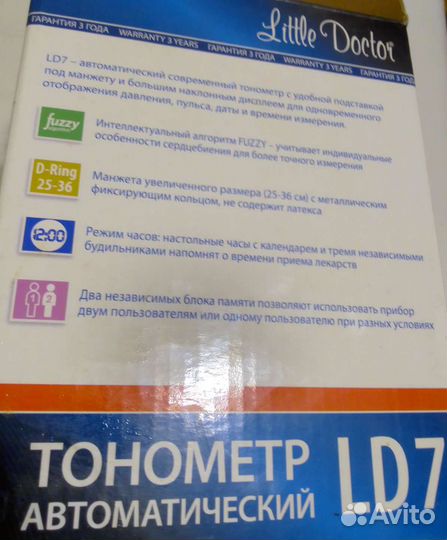 ГАРАНТИЯ 3 ГОДА WARRANTY 3 YEARS ГАРАНТИЯ 3 ГОДА WARRANTY 3 YEARS ГАРАНТИЯ 3 ГОД
Little Doctor
LD7 – автоматический современный тонометр с удобной подставкой
под манжету и большим наклонным дисплеем для одновременного
отображения давления, пульса, даты и времени измерения.
fuzzy
algorithm
Интеллектуальный алгоритм FUZZY – учитывает индивидуальные
особенности сердцебиения для более точного измерения
D-Ring
25-36
Манжета увеличенного размера (25-36 см) с металлическим
фиксирующим кольцом, не содержит латекса
12:00
Режим часов: настольные часы с календарем и тремя независимыми
будильниками напомнят о времени приема лекарств
1 2
Два независимых блока памяти позволяют использовать прибор
двум пользователям или одному пользователю при разных условиях
ТОНОМЕТР
АВТОМАТИЧЕСКИЙ
LD7
Avito